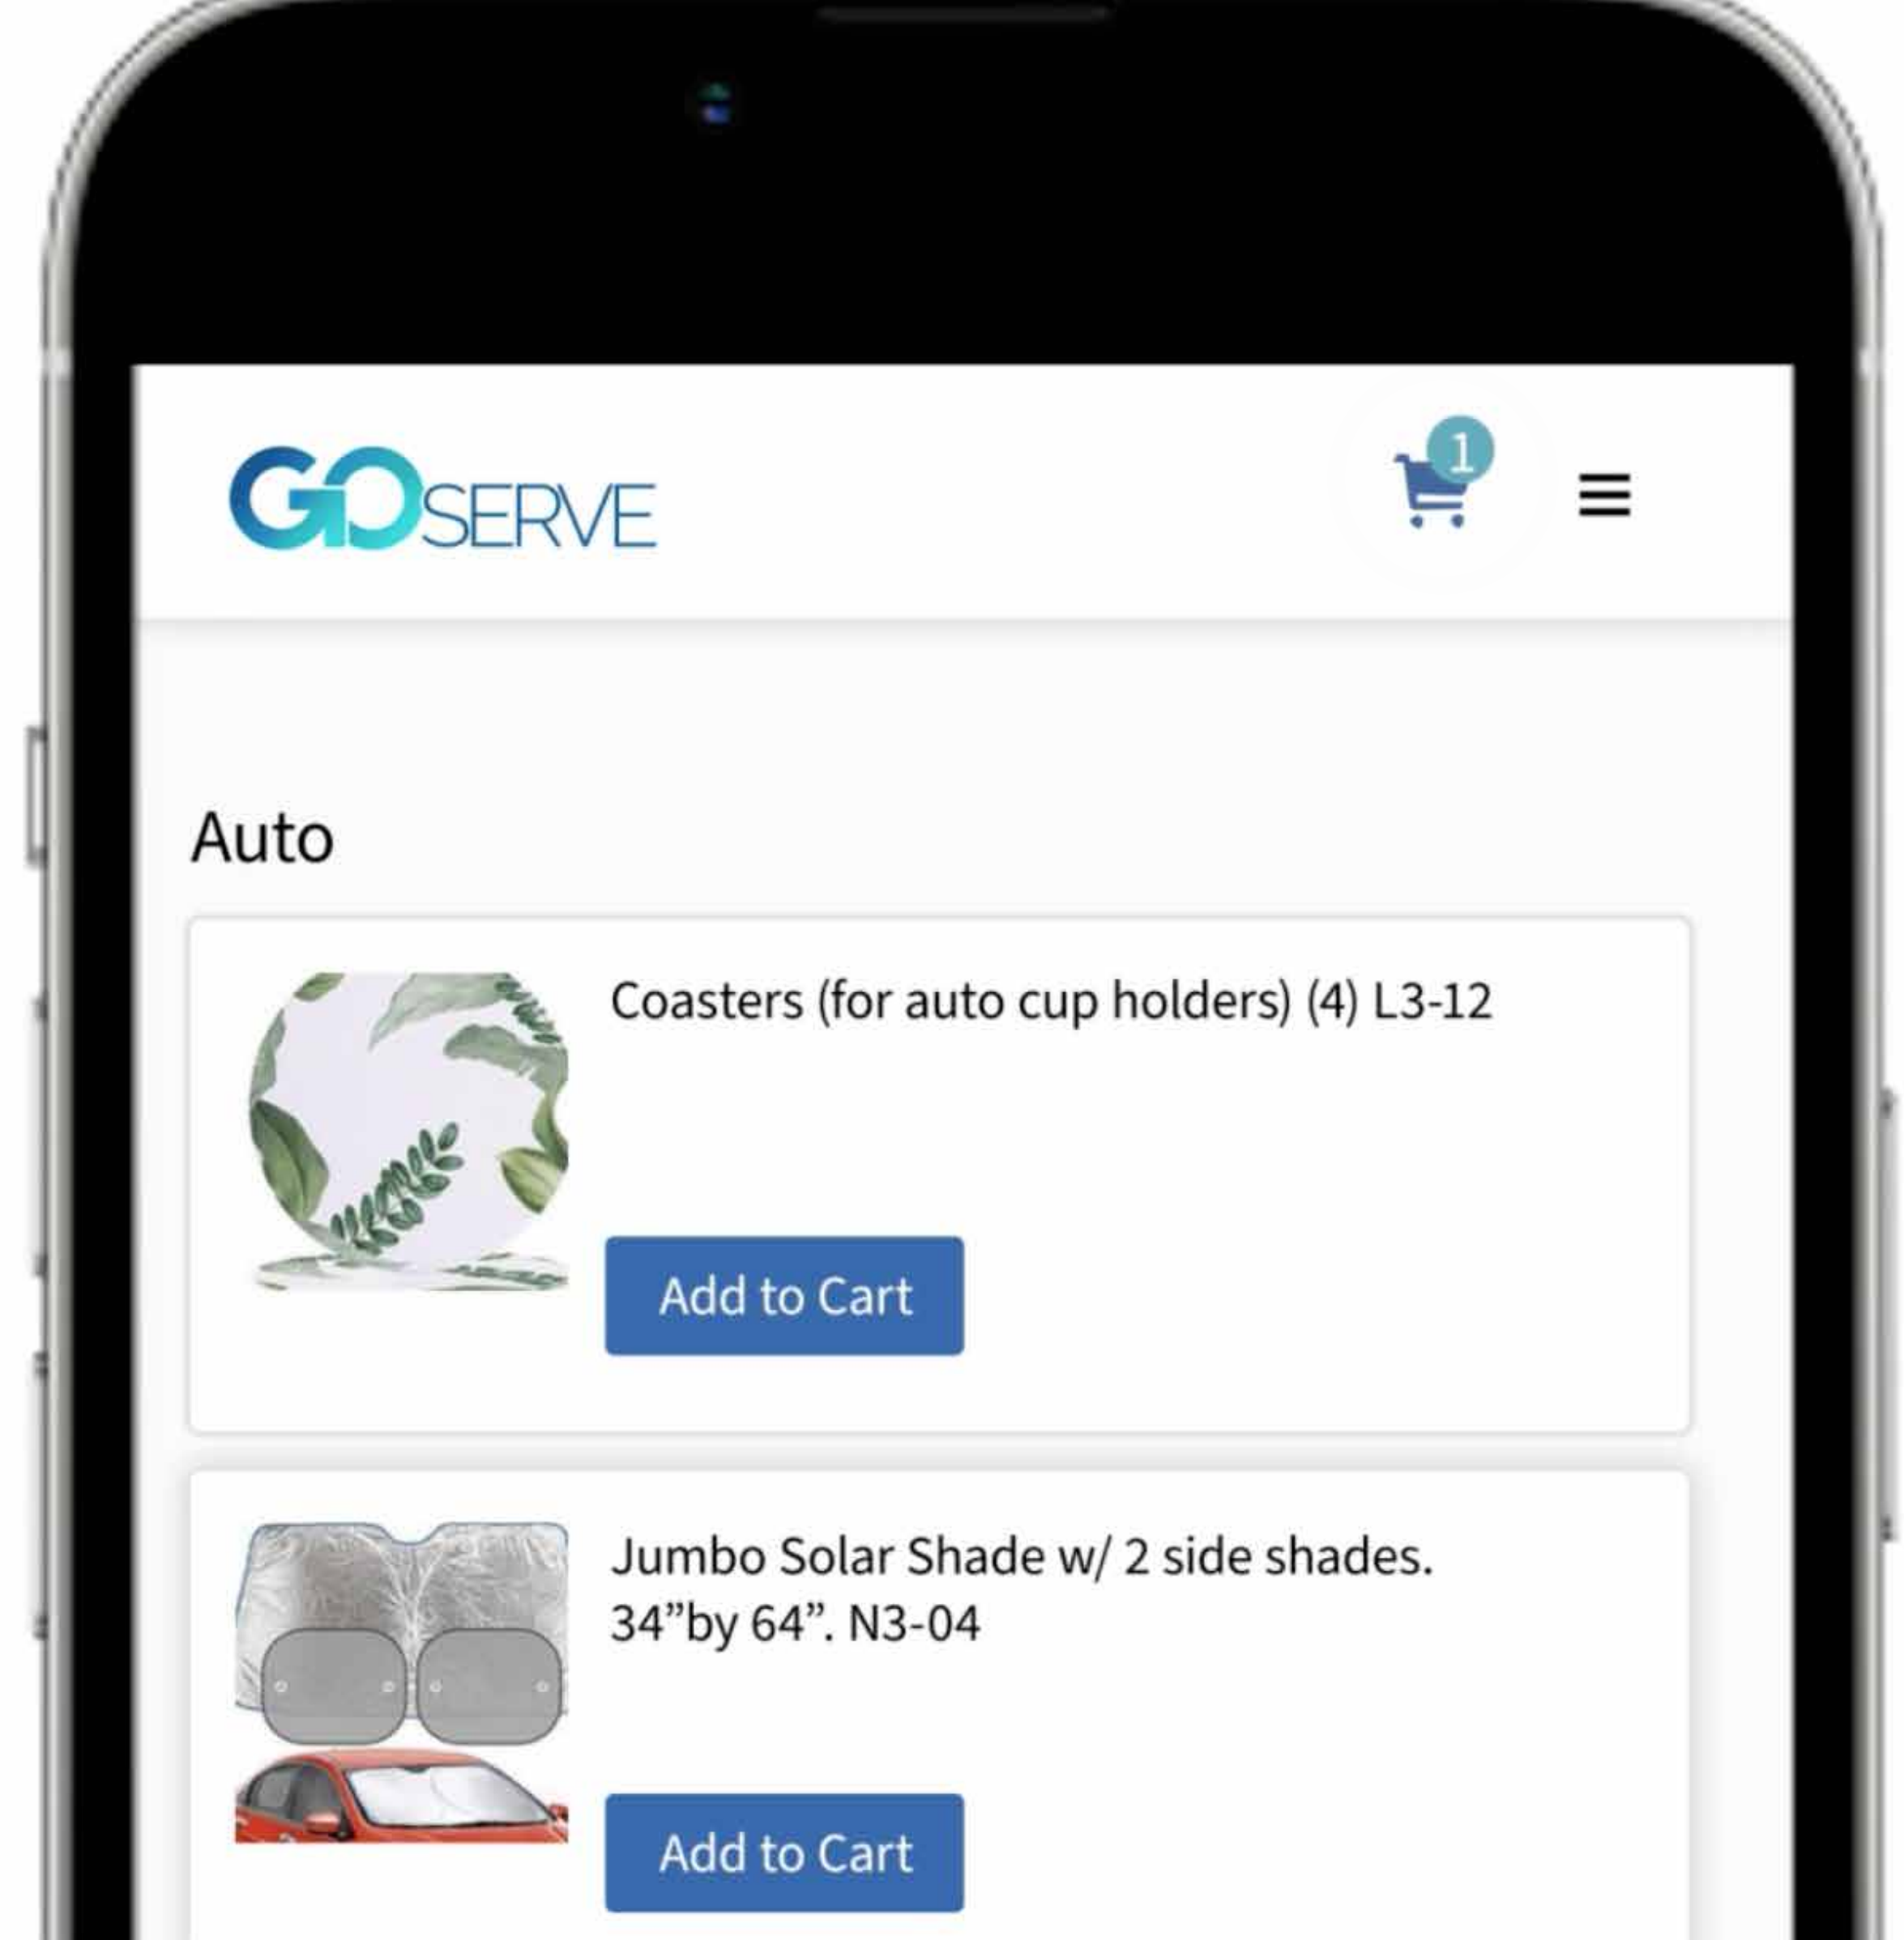 GOSERVE
1
Auto
Coasters (for auto cup holders) (4) L3-12
Add to Cart
Jumbo Solar Shade w/ 2 side shades.
34”by 64”. N3-04
Add to Cart